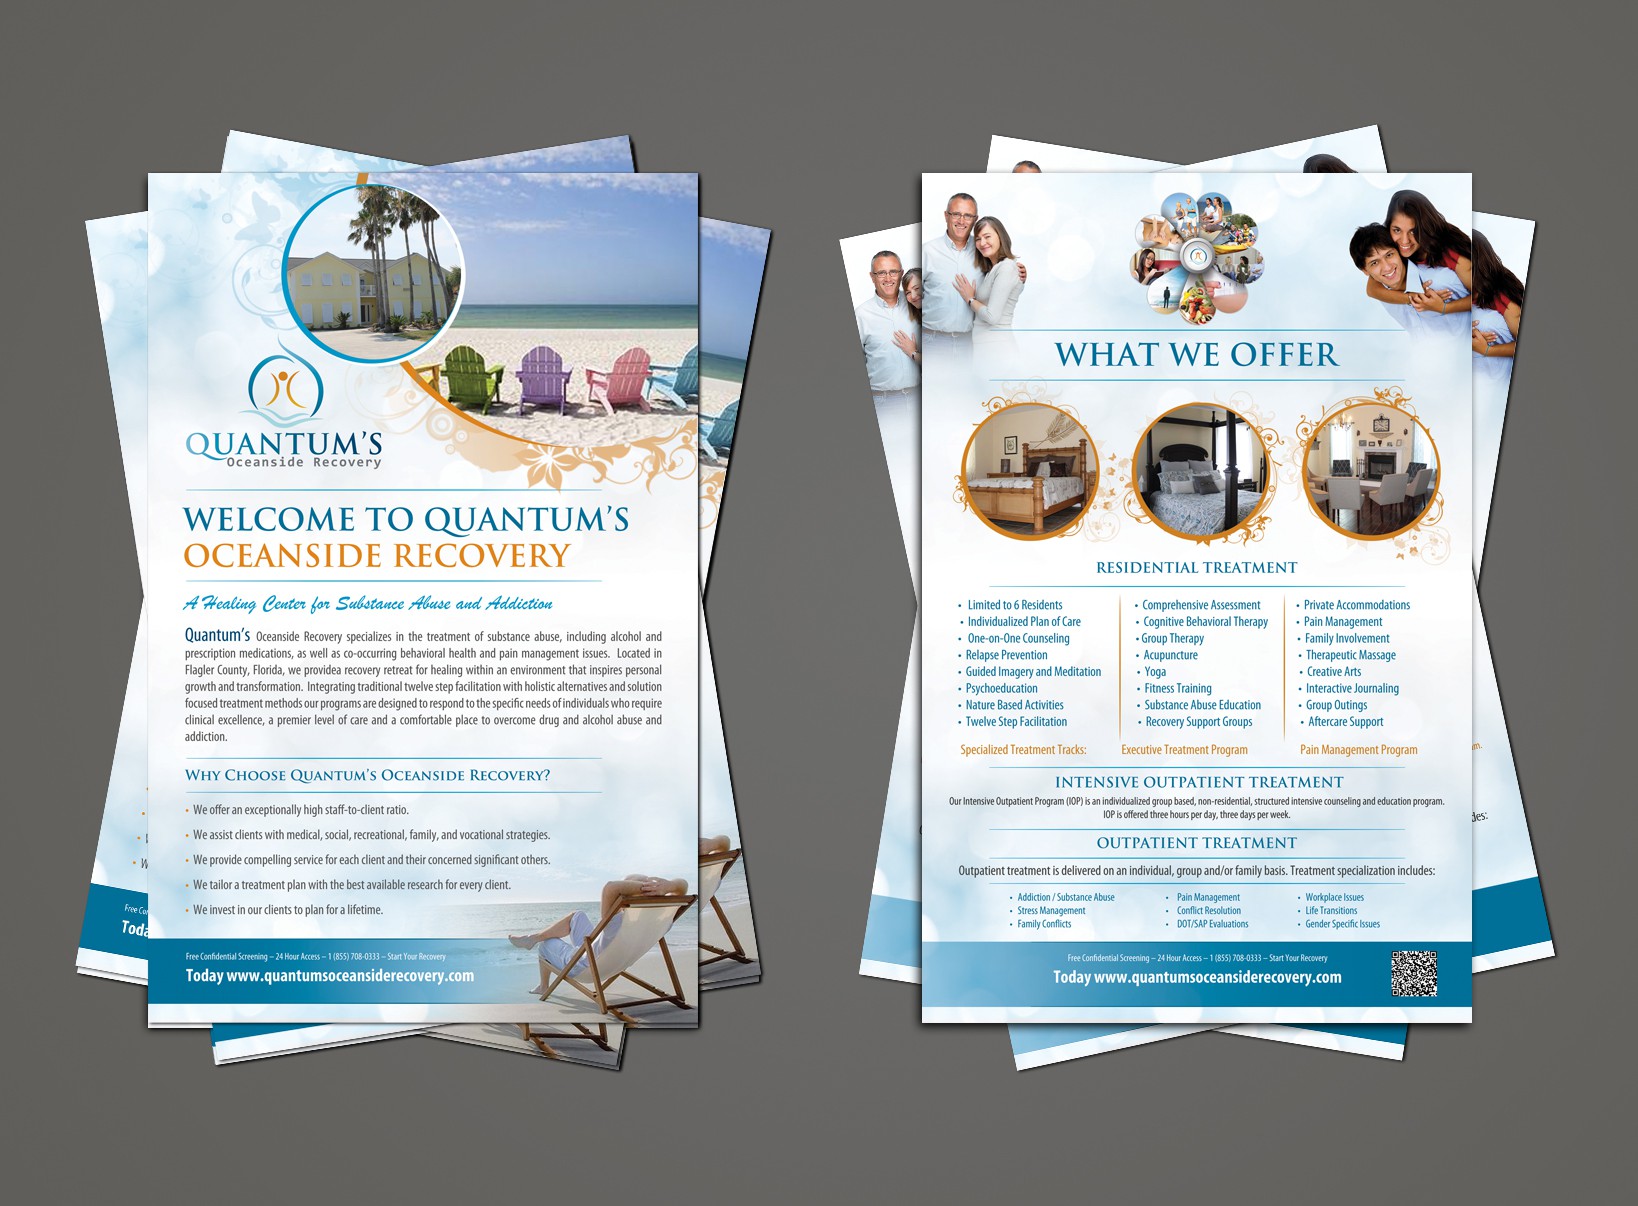 QUANTUM'S
Oceanside Recovery
WELCOME TO QUANTUM'S
OCEANSIDE RECOVERY
A Healing Center for Substance Abuse and Addiction
Quantum's Oceanside Recovery specializes in the treatment of substance abuse, including alcohol and
prescription medications, as well as co-occurring behavioral health and pain management issues. Located in
Flagler County, Florida, we providea recovery retreat for healing within an environment that inspires personal
growth and transformation. Integrating traditional twelve step facilitation with holistic alternatives and solution
focused treatment methods our programs are designed to respond to the specific needs of individuals who require
clinical excellence, a premier level of care and a comfortable place to overcome drug and alcohol abuse and
addiction.
WHY CHOOSE QUANTUM'S OCEANSIDE RECOVERY?
• We offer an exceptionally high staff-to-client ratio.
• We assist clients with medical, social, recreational, family, and vocational strategies.
• We provide compelling service for each client and their concerned significant others.
• We tailor a treatment plan with the best available research for every client.
• We invest in our clients to plan for a lifetime.
Free Confidential Screening – 24 Hour Access – 1 (855) 708-0333 – Start Your Recovery
Today www.quantumsoceansiderecovery.com
Free Con
Toda
WHAT WE OFFER
RESIDENTIAL TREATMENT
• Limited to 6 Residents
• Individualized Plan of Care
• One-on-One Counseling
• Relapse Prevention
• Guided Imagery and Meditation
• Psychoeducation
• Nature Based Activities
• Twelve Step Facilitation
• Comprehensive Assessment
• Cognitive Behavioral Therapy
• Group Therapy
• Acupuncture
• Yoga
• Fitness Training
• Substance Abuse Education
• Recovery Support Groups
• Private Accommodations
• Pain Management
• Family Involvement
• Therapeutic Massage
• Creative Arts
• Interactive Journaling
• Group Outings
• Aftercare Support
Specialized Treatment Tracks: Executive Treatment Program Pain Management Program
INTENSIVE OUTPATIENT TREATMENT
Our Intensive Outpatient Program (IOP) is an individualized group based, non-residential, structured intensive counseling and education program.
IOP is offered three hours per day, three days per week.
OUTPATIENT TREATMENT
Outpatient treatment is delivered on an individual, group and/or family basis. Treatment specialization includes:
• Addiction / Substance Abuse
• Stress Management
• Family Conflicts
• Pain Management
• Conflict Resolution
• DOT/SAP Evaluations
• Workplace Issues
• Life Transitions
• Gender Specific Issues
Free Confidential Screening – 24 Hour Access – 1 (855) 708-0333 – Start Your Recovery
Today www.quantumsoceansiderecovery.com